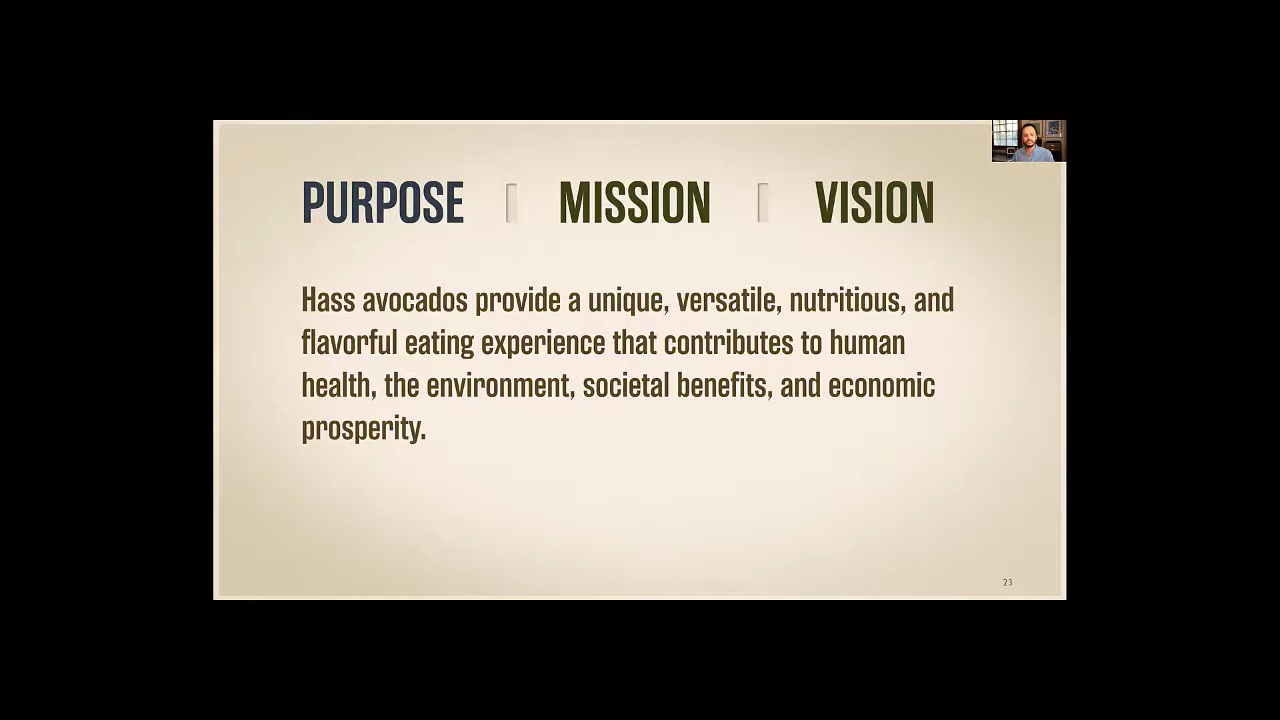 PURPOSE MISSION VISION
Hass avocados provide a unique, versatile, nutritious, and
flavorful eating experience that contributes to human
health, the environment, societal benefits, and economic
prosperity.
23